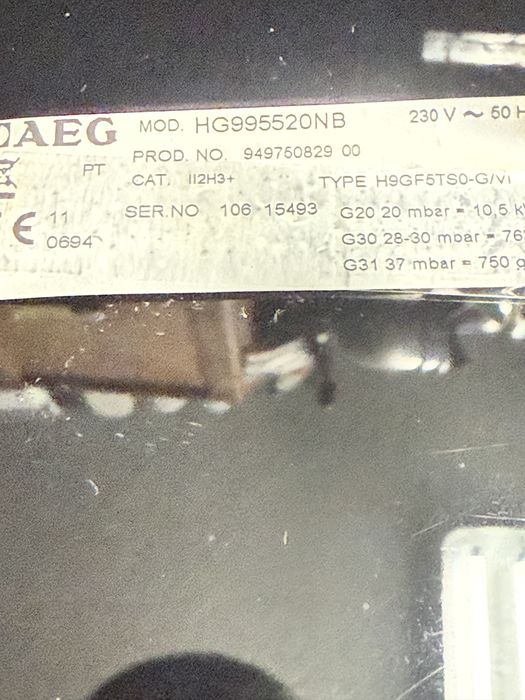 AEG MOD. HG995520NB 230 V ~ 50 H
PROD. NO. 949750829 00
PT CAT. II2H3+ TYPE H9GF5TS0-G/VI
SER.NO 106 15493 G20 20 mbar = 10,5 k
CE 11 G30 28-30 mbar = 76
0694 G31 37 mbar = 750 g